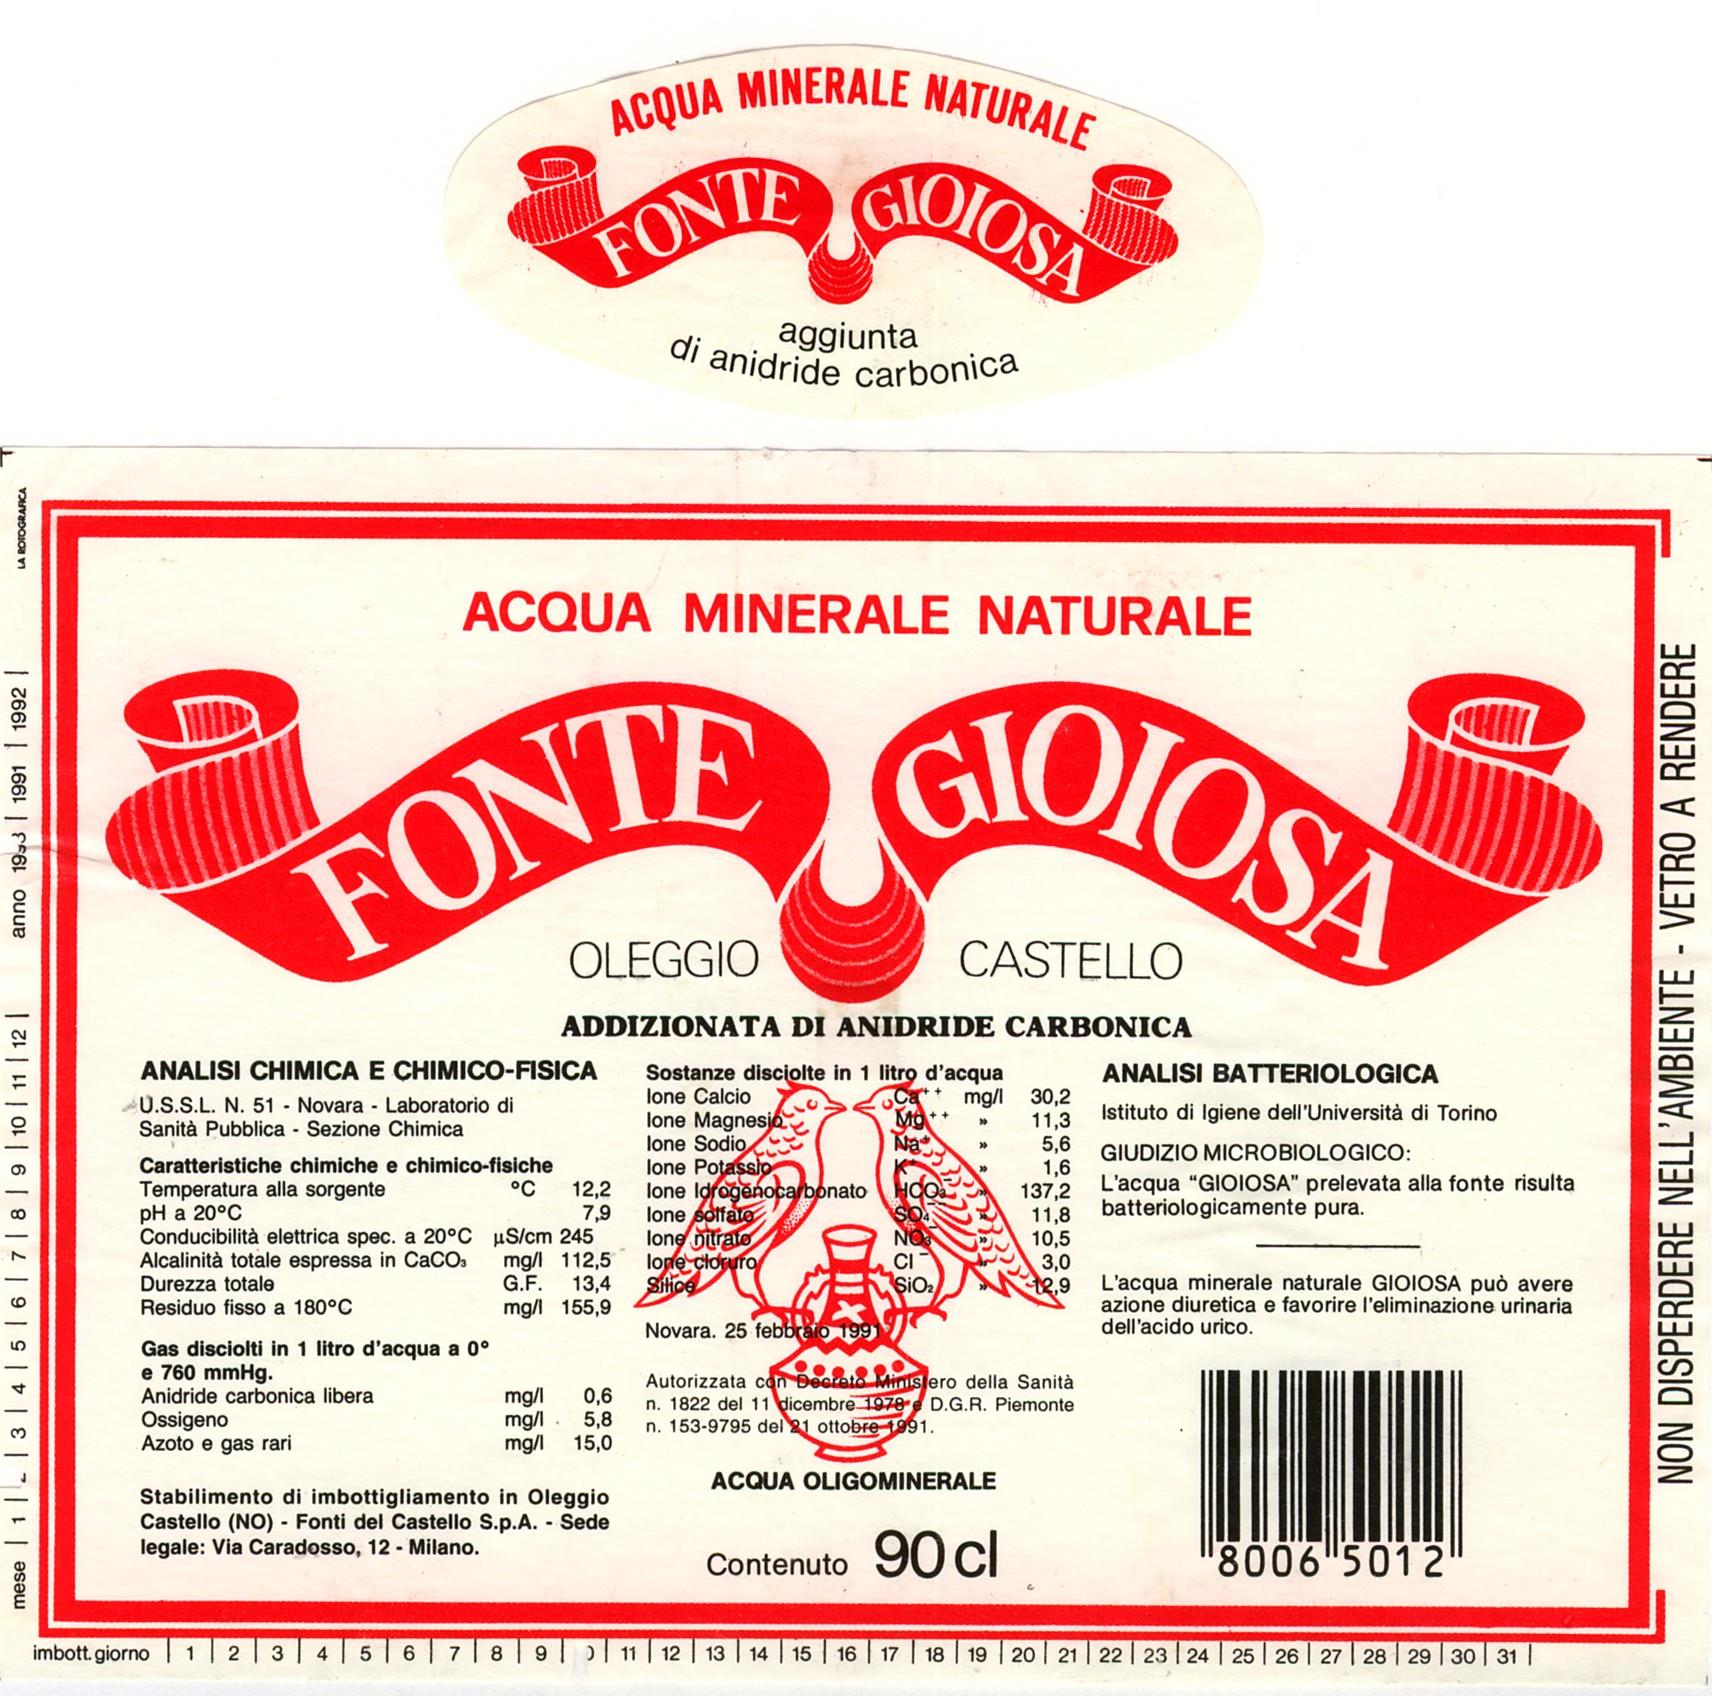 ACQUA MINERALE NATURALE
FONTE GIOIOSA
aggiunta
di anidride carbonica
LA ROTOGRAFICA
ACQUA MINERALE NATURALE
FONTE GIOIOSA
OLEGGIO CASTELLO
ADDIZIONATA DI ANIDRIDE CARBONICA
ANALISI CHIMICA E CHIMICO-FISICA
U.S.S.L. N. 51 - Novara - Laboratorio di
Sanità Pubblica - Sezione Chimica
Caratteristiche chimiche e chimico-fisiche
Temperatura alla sorgente °C 12,2
pH a 20°C 7,9
Conducibilità elettrica spec. a 20°C µS/cm 245
Alcalinità totale espressa in CaCO₃ mg/l 112,5
Durezza totale G.F. 13,4
Residuo fisso a 180°C mg/l 155,9
Gas disciolti in 1 litro d'acqua a 0°
e 760 mmHg.
Anidride carbonica libera mg/l 0,6
Ossigeno mg/l 5,8
Azoto e gas rari mg/l 15,0
Stabilimento di imbottigliamento in Oleggio
Castello (NO) - Fonti del Castello S.p.A. - Sede
legale: Via Caradosso, 12 - Milano.
Sostanze disciolte in 1 litro d'acqua
Ione Calcio Ca⁺⁺ mg/l 30,2
Ione Magnesio Mg⁺⁺ » 11,3
Ione Sodio Na⁺ » 5,6
Ione Potassio K⁺ » 1,6
Ione Idrogenocarbonato HCO₃⁻ » 137,2
Ione solfato SO₄⁻⁻ » 11,8
Ione nitrato NO₃⁻ » 10,5
Ione cloruro Cl⁻ » 3,0
Silice SiO₂ » 12,9
Novara. 25 febbraio 1991
Autorizzata con Decreto Ministero della Sanità
n. 1822 del 11 dicembre 1978 e D.G.R. Piemonte
n. 153-9795 del 21 ottobre 1991.
ACQUA OLIGOMINERALE
Contenuto 90 cl
ANALISI BATTERIOLOGICA
Istituto di Igiene dell'Università di Torino
GIUDIZIO MICROBIOLOGICO:
L'acqua "GIOIOSA" prelevata alla fonte risulta
batteriologicamente pura.
L'acqua minerale naturale GIOIOSA può avere
azione diuretica e favorire l'eliminazione urinaria
dell'acido urico.
8006 5012
NON DISPERDERE NELL'AMBIENTE - VETRO A RENDERE
mese | 1 | | 3 | 4 | 5 | 6 | 7 | 8 | 9 | 10 | 11 | 12 | anno 1993 | 1991 | 1992 |
imbott. giorno | 1 | 2 | 3 | 4 | 5 | 6 | 7 | 8 | 9 | | 11 | 12 | 13 | 14 | 15 | 16 | 17 | 18 | 19 | 20 | 21 | 22 | 23 | 24 | 25 | 26 | 27 | 28 | 29 | 30 | 31 |